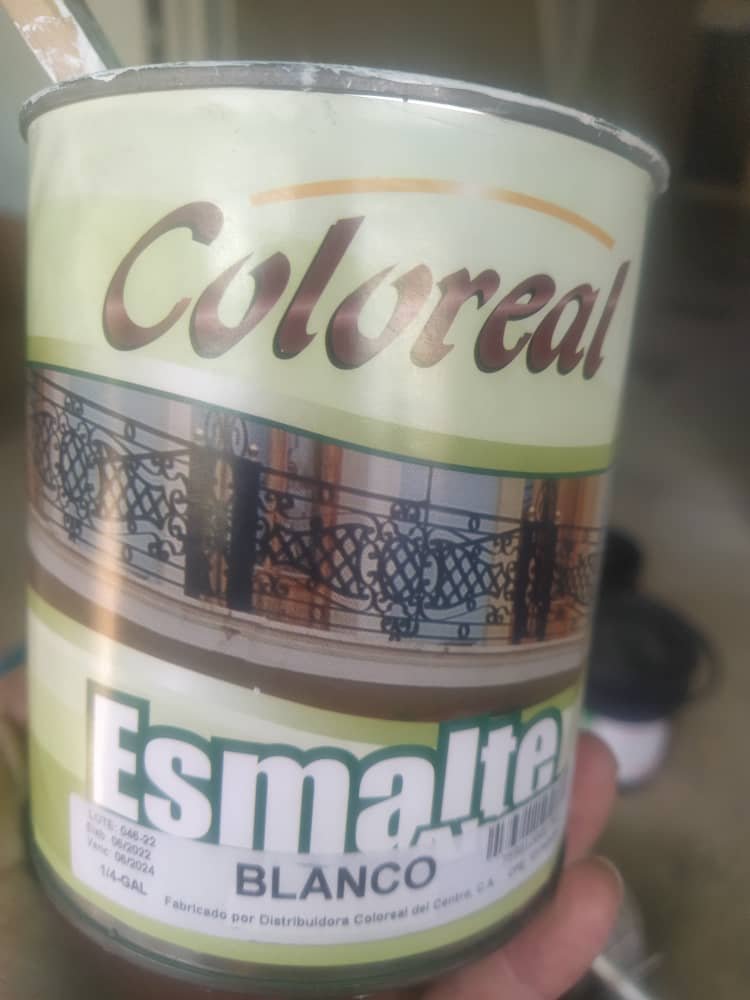 Coloreal
Esmalte
LOTE: 046-22
Elab: 06/2022
Venc: 06/2024
1/4-GAL
BLANCO
Fabricado por Distribuidora Coloreal del Centro, C.A